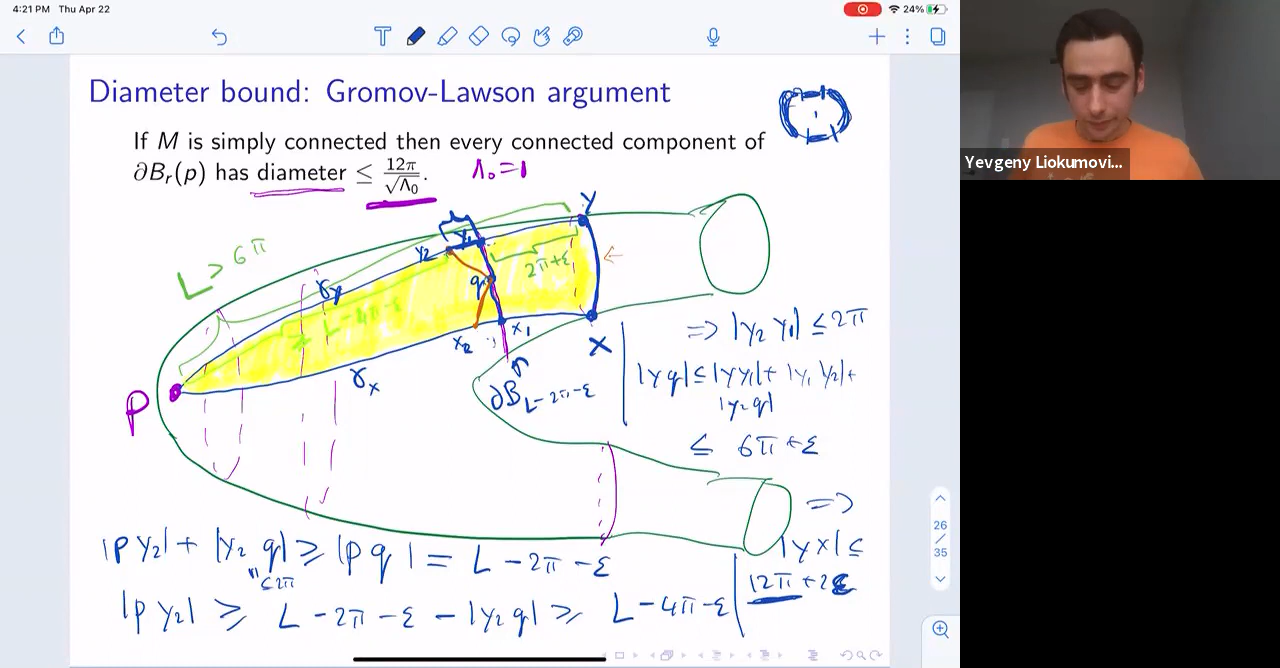 4:21 PM Thu Apr 22
24%
Diameter bound: Gromov-Lawson argument
If M is simply connected then every connected component of
∂B_r(p) has diameter ≤ 12π/√Λ₀. Λ₀=1
Yevgeny Liokumovi...
L > 6π
y
y₂ y₁
γ_y
q
2π+ε
L-4π-ε
x₂ x₁
x
γ_x
p
∂B_{L-2π-ε}
=> |y₂ y₁| ≤ 2π
|yq| ≤ |yy₁| + |y₁ y₂| +
|y₂q|
≤ 6π+ε
=>
|yx| ≤
12π+2ε
|p y₂| + |y₂ q| ≥ |pq| = L-2π-ε
≤2π
|p y₂| ≥ L-2π-ε - |y₂q| ≥ L-4π-ε
26
/
35